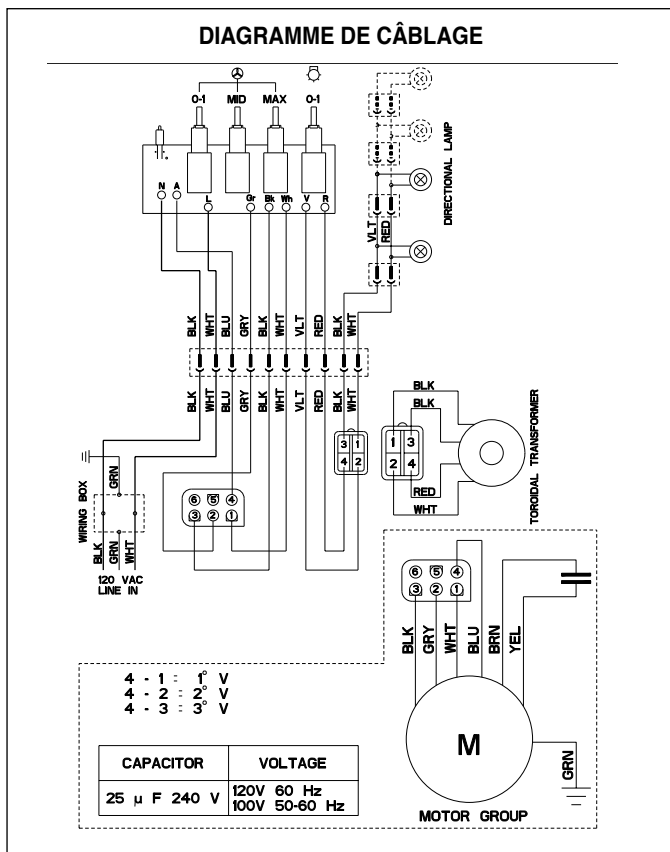 DIAGRAMME DE CÂBLAGE
0-1 MID MAX 0-1
N A L Gr Bk Wh V R
DIRECTIONAL LAMP
VLT RED
BLK WHT BLU GRY BLK WHT VLT RED BLK WHT
BLK WHT BLU GRY BLK WHT VLT RED BLK WHT
3 1
4 2
BLK
BLK
1 3
2 4
RED
WHT
TOROIDAL TRANSFORMER
GRN
WIRING BOX
BLK GRN WHT
120 VAC
LINE IN
6 5 4
3 2 1
6 5 4
3 2 1
BLK GRY WHT BLU BRN YEL
M
GRN
MOTOR GROUP
4 - 1 = 1° V
4 - 2 = 2° V
4 - 3 = 3° V
CAPACITOR VOLTAGE
25 µ F 240 V 120V 60 Hz
100V 50-60 Hz